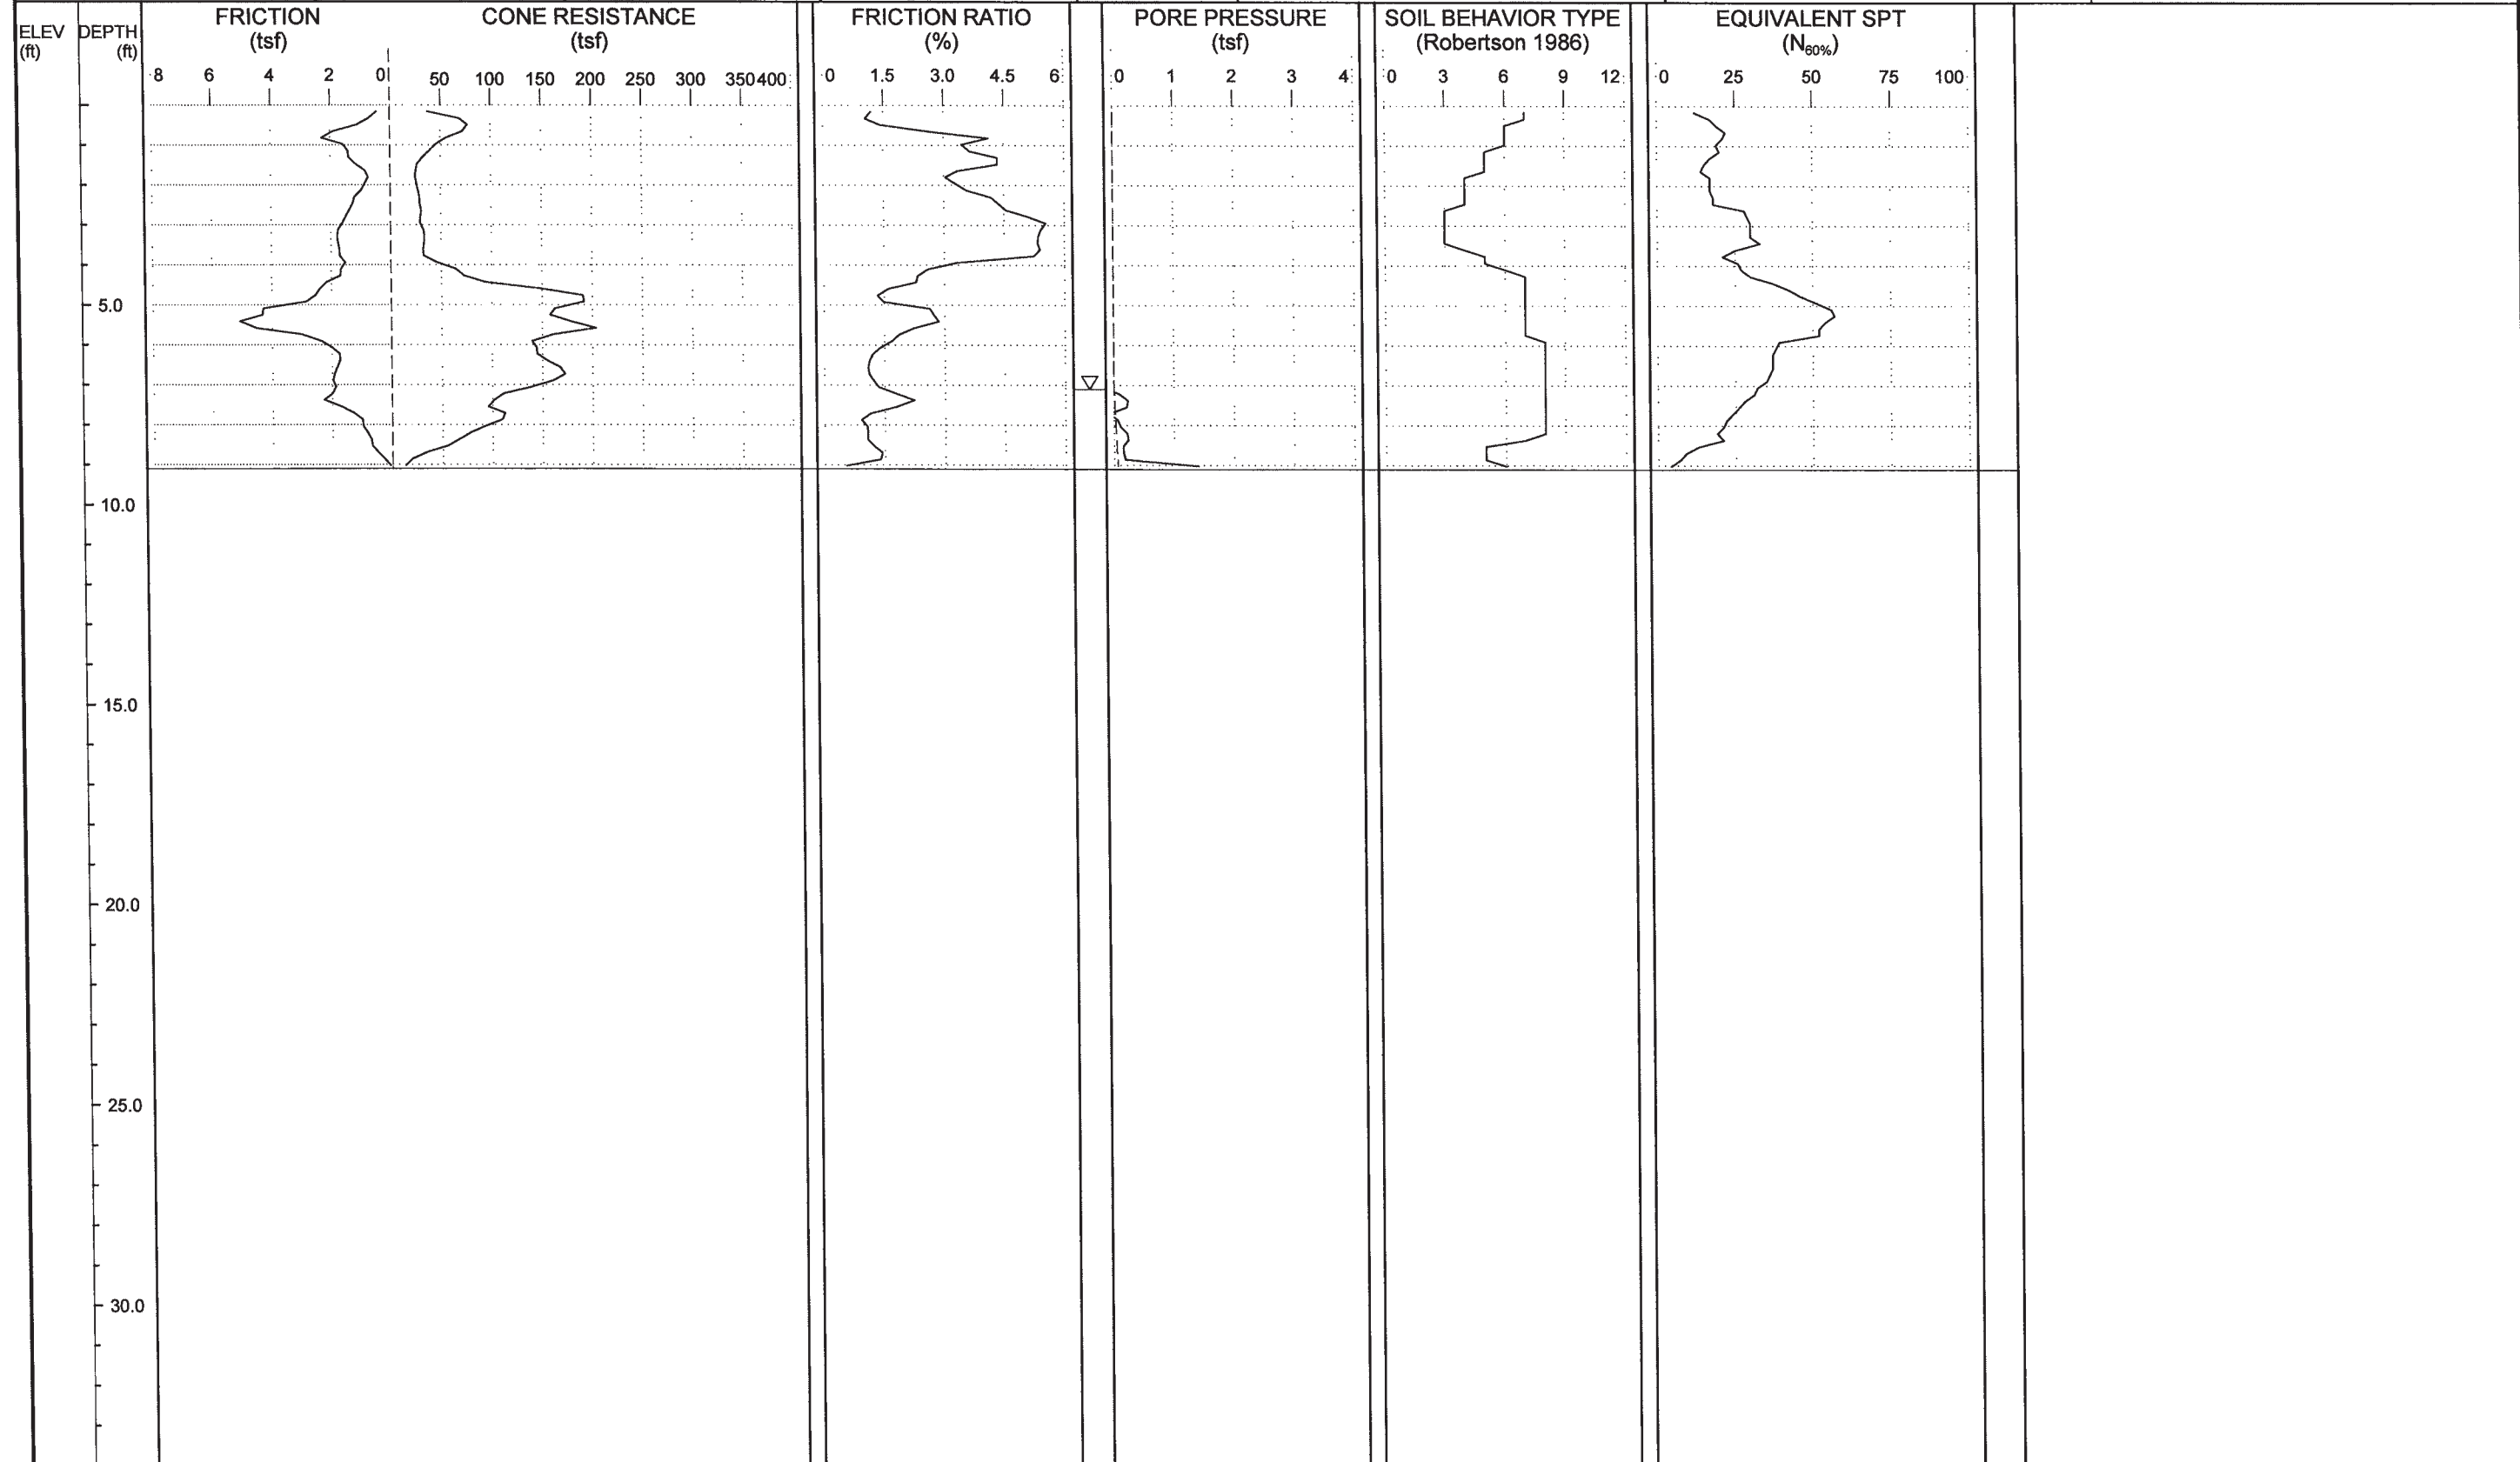 ELEV
(ft)
DEPTH
(ft)
FRICTION
(tsf)
CONE RESISTANCE
(tsf)
FRICTION RATIO
(%)
PORE PRESSURE
(tsf)
SOIL BEHAVIOR TYPE
(Robertson 1986)
EQUIVALENT SPT
(N60%)
8 6 4 2 0 50 100 150 200 250 300 350 400
0 1.5 3.0 4.5 6
0 1 2 3 4
0 3 6 9 12
0 25 50 75 100
5.0
10.0
15.0
20.0
25.0
30.0